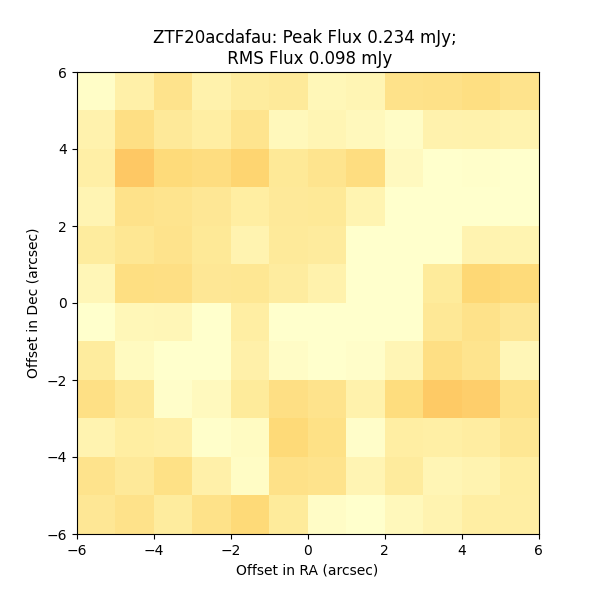 ZTF20acdafau: Peak Flux 0.234 mJy;
RMS Flux 0.098 mJy
6
4
2
0
−2
−4
−6
Offset in Dec (arcsec)
−6 −4 −2 0 2 4 6
Offset in RA (arcsec)